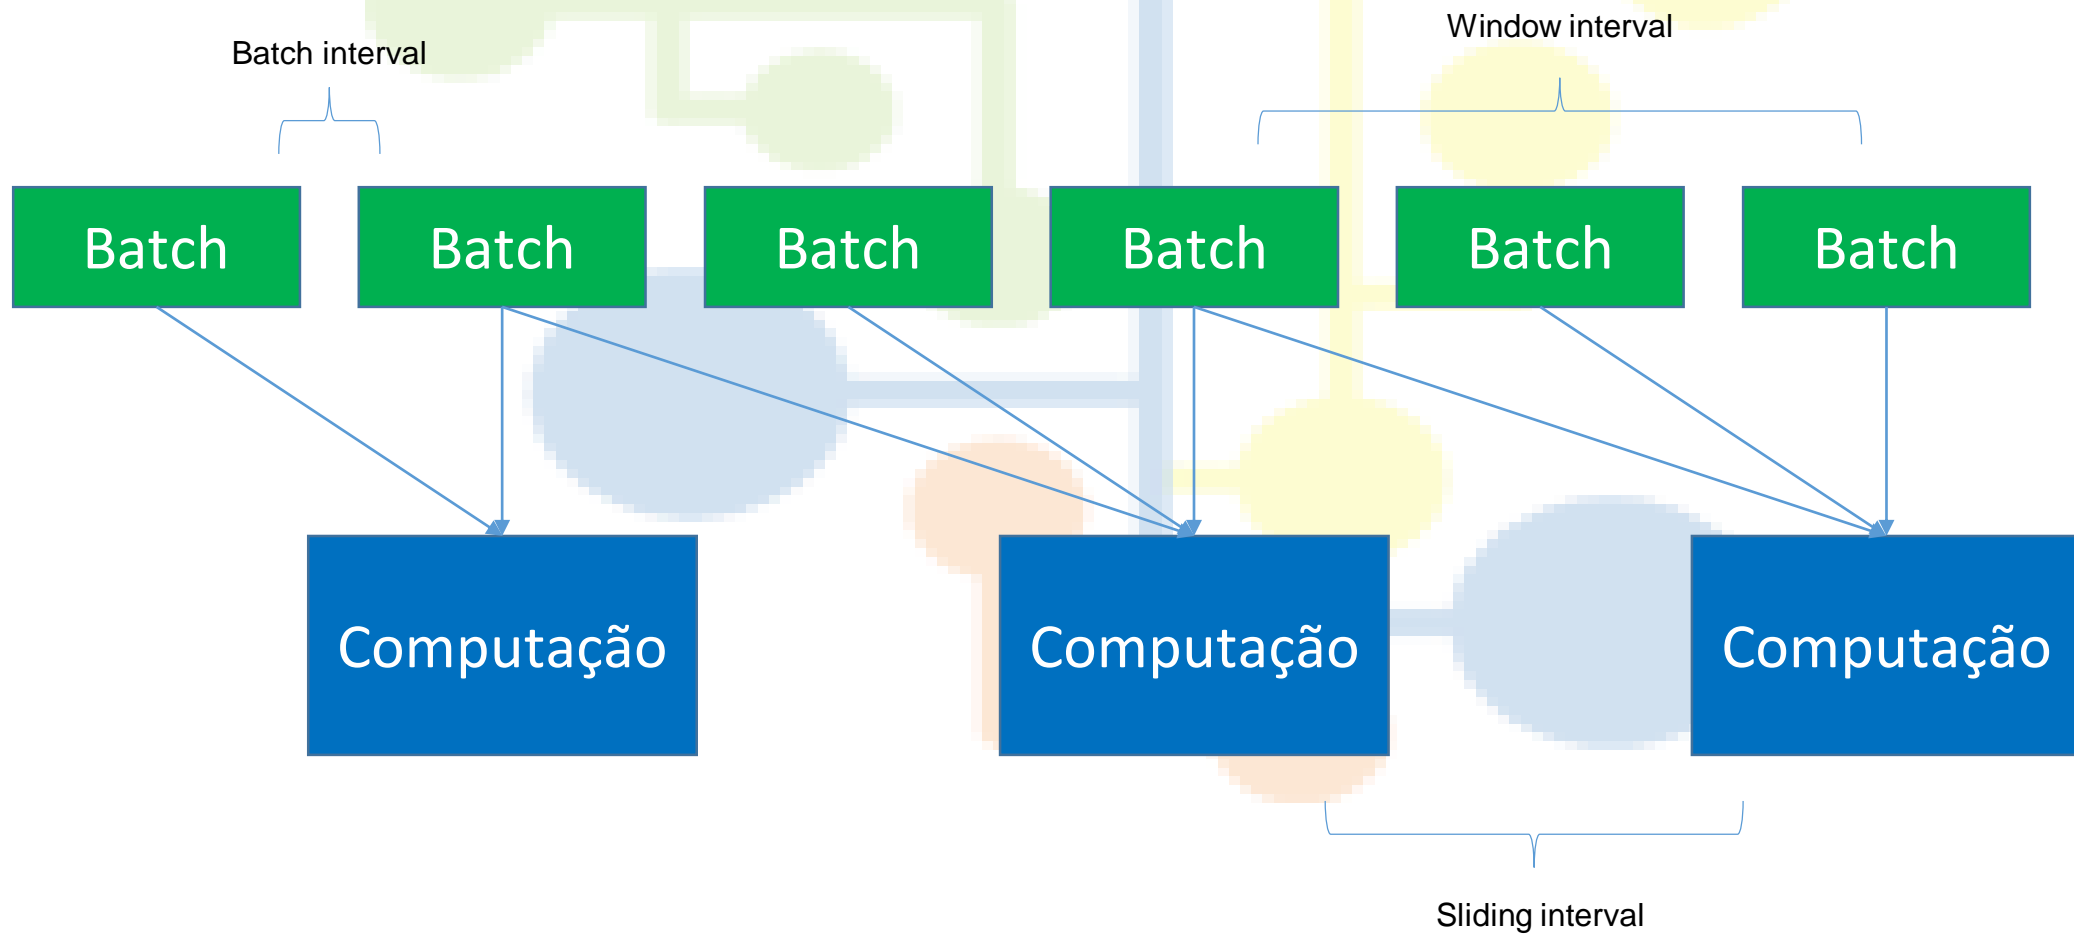 Window interval
Batch interval
Batch
Batch
Batch
Batch
Batch
Batch
Computação
Computação
Computação
Sliding interval